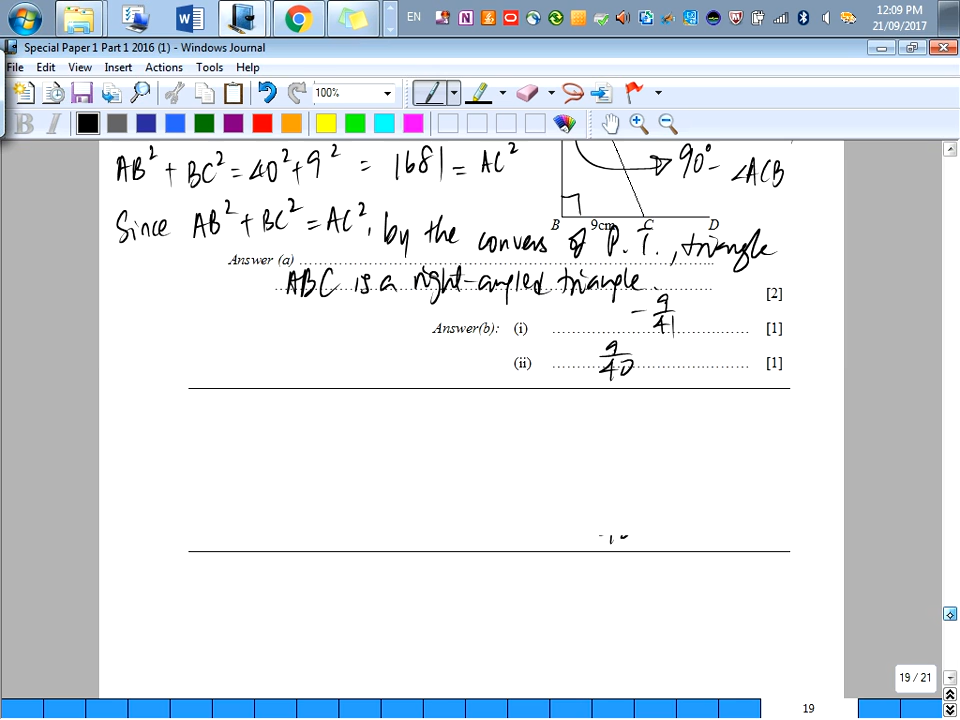 EN
12:09 PM
21/09/2017
Special Paper 1 Part 1 2016 (1) - Windows Journal
File Edit View Insert Actions Tools Help
100%
B I
AB² + BC² = 40² + 9² = 1681 = AC²
90° - ∠ACB
B 9cm C D
Since AB² + BC² = AC², by the convers of P.T., triangle
Answer (a) ..........
ABC is a right-angled triangle.
[2]
Answer(b): (i) - 9/41 [1]
(ii) 9/40 [1]
19 / 21
19